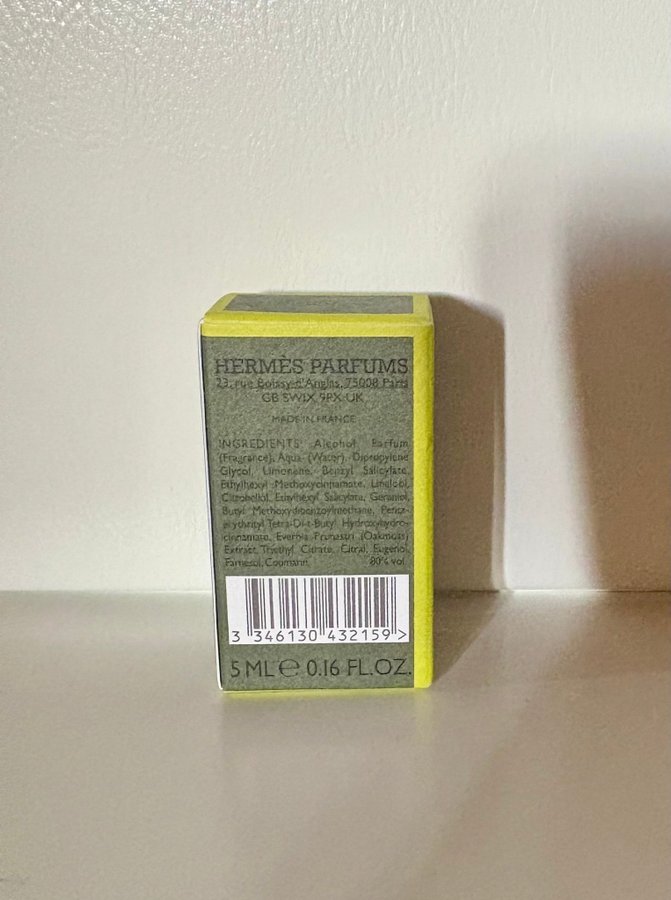 HERMÈS PARFUMS
23, rue Boissy-d'Anglas, 75008 Paris
GB SW1X 9PX-UK
MADE IN FRANCE
INGREDIENTS: Alcohol, Parfum
(Fragrance), Aqua (Water), Dipropylene
Glycol, Limonene, Benzyl Salicylate,
Ethylhexyl Methoxycinnamate, Linalool,
Citronellol, Ethylhexyl Salicylate, Geraniol,
Butyl Methoxydibenzoylmethane, Penta-
erythrityl Tetra-Di-t-Butyl Hydroxyhydro-
cinnamate, Evernia Prunastri (Oakmoss)
Extract, Triethyl Citrate, Citral, Eugenol,
Farnesol, Coumarin. 80% vol.
3 346130 432159 >
5 ML ℮ 0.16 FL.OZ.